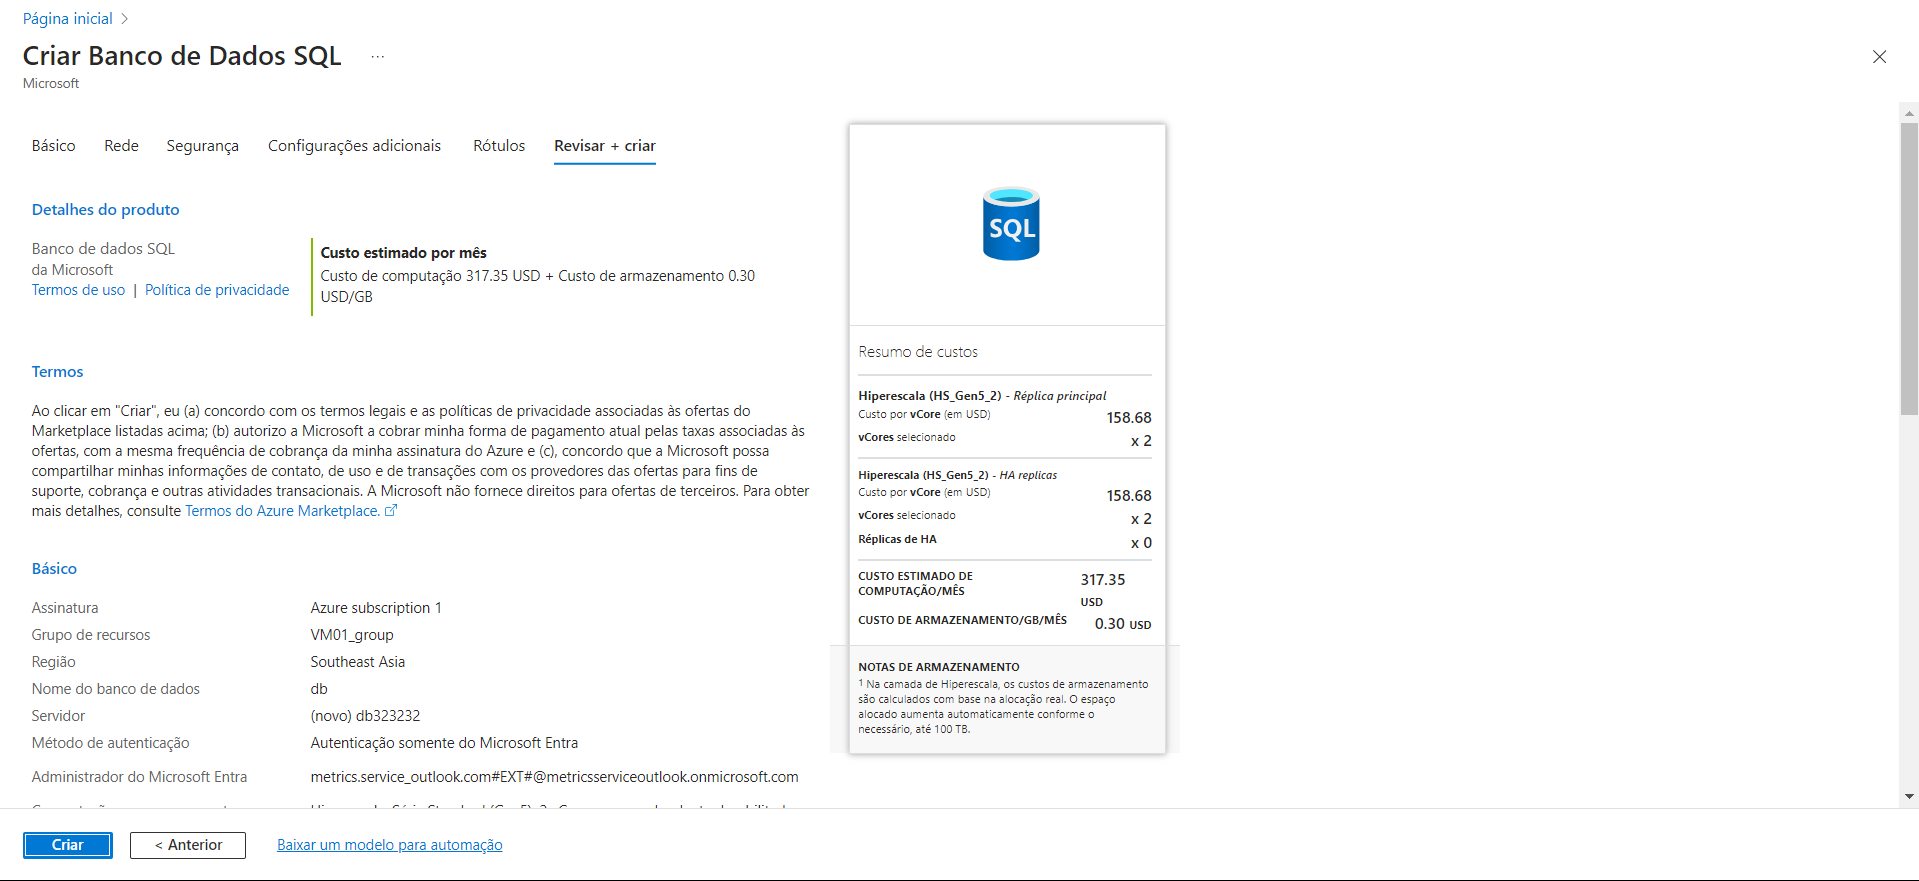 Página inicial
Criar Banco de Dados SQL ...
Microsoft
Básico Rede Segurança Configurações adicionais Rótulos Revisar + criar
Detalhes do produto
Banco de dados SQL
da Microsoft
Termos de uso | Política de privacidade
Custo estimado por mês
Custo de computação 317.35 USD + Custo de armazenamento 0.30
USD/GB
Termos
Ao clicar em "Criar", eu (a) concordo com os termos legais e as políticas de privacidade associadas às ofertas do
Marketplace listadas acima; (b) autorizo a Microsoft a cobrar minha forma de pagamento atual pelas taxas associadas às
ofertas, com a mesma frequência de cobrança da minha assinatura do Azure e (c), concordo que a Microsoft possa
compartilhar minhas informações de contato, de uso e de transações com os provedores das ofertas para fins de
suporte, cobrança e outras atividades transacionais. A Microsoft não fornece direitos para ofertas de terceiros. Para obter
mais detalhes, consulte Termos do Azure Marketplace.
Básico
Assinatura Azure subscription 1
Grupo de recursos VM01_group
Região Southeast Asia
Nome do banco de dados db
Servidor (novo) db323232
Método de autenticação Autenticação somente do Microsoft Entra
Administrador do Microsoft Entra metrics.service_outlook.com#EXT#@metricsserviceoutlook.onmicrosoft.com
SQL
Resumo de custos
Hiperescala (HS_Gen5_2) - Réplica principal
Custo por vCore (em USD) 158.68
vCores selecionado x 2
Hiperescala (HS_Gen5_2) - HA replicas
Custo por vCore (em USD) 158.68
vCores selecionado x 2
Réplicas de HA x 0
CUSTO ESTIMADO DE 317.35
COMPUTAÇÃO/MÊS USD
CUSTO DE ARMAZENAMENTO/GB/MÊS 0.30 USD
NOTAS DE ARMAZENAMENTO
1 Na camada de Hiperescala, os custos de armazenamento
são calculados com base na alocação real. O espaço
alocado aumenta automaticamente conforme o
necessário, até 100 TB.
Criar < Anterior Baixar um modelo para automação